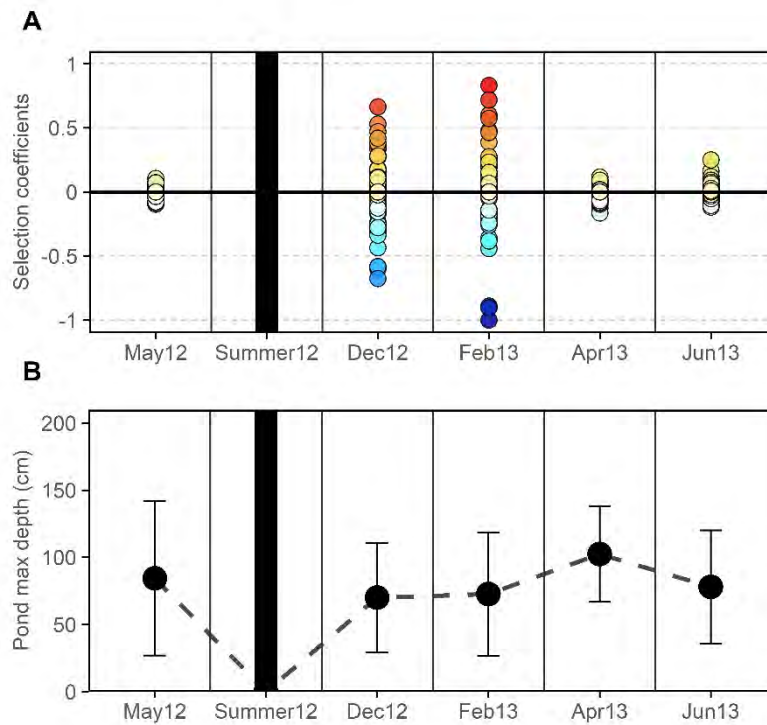 A
Selection coefficients
1
0.5
0
-0.5
-1
May12 Summer12 Dec12 Feb13 Apr13 Jun13
B
Pond max depth (cm)
200
150
100
50
0
May12 Summer12 Dec12 Feb13 Apr13 Jun13